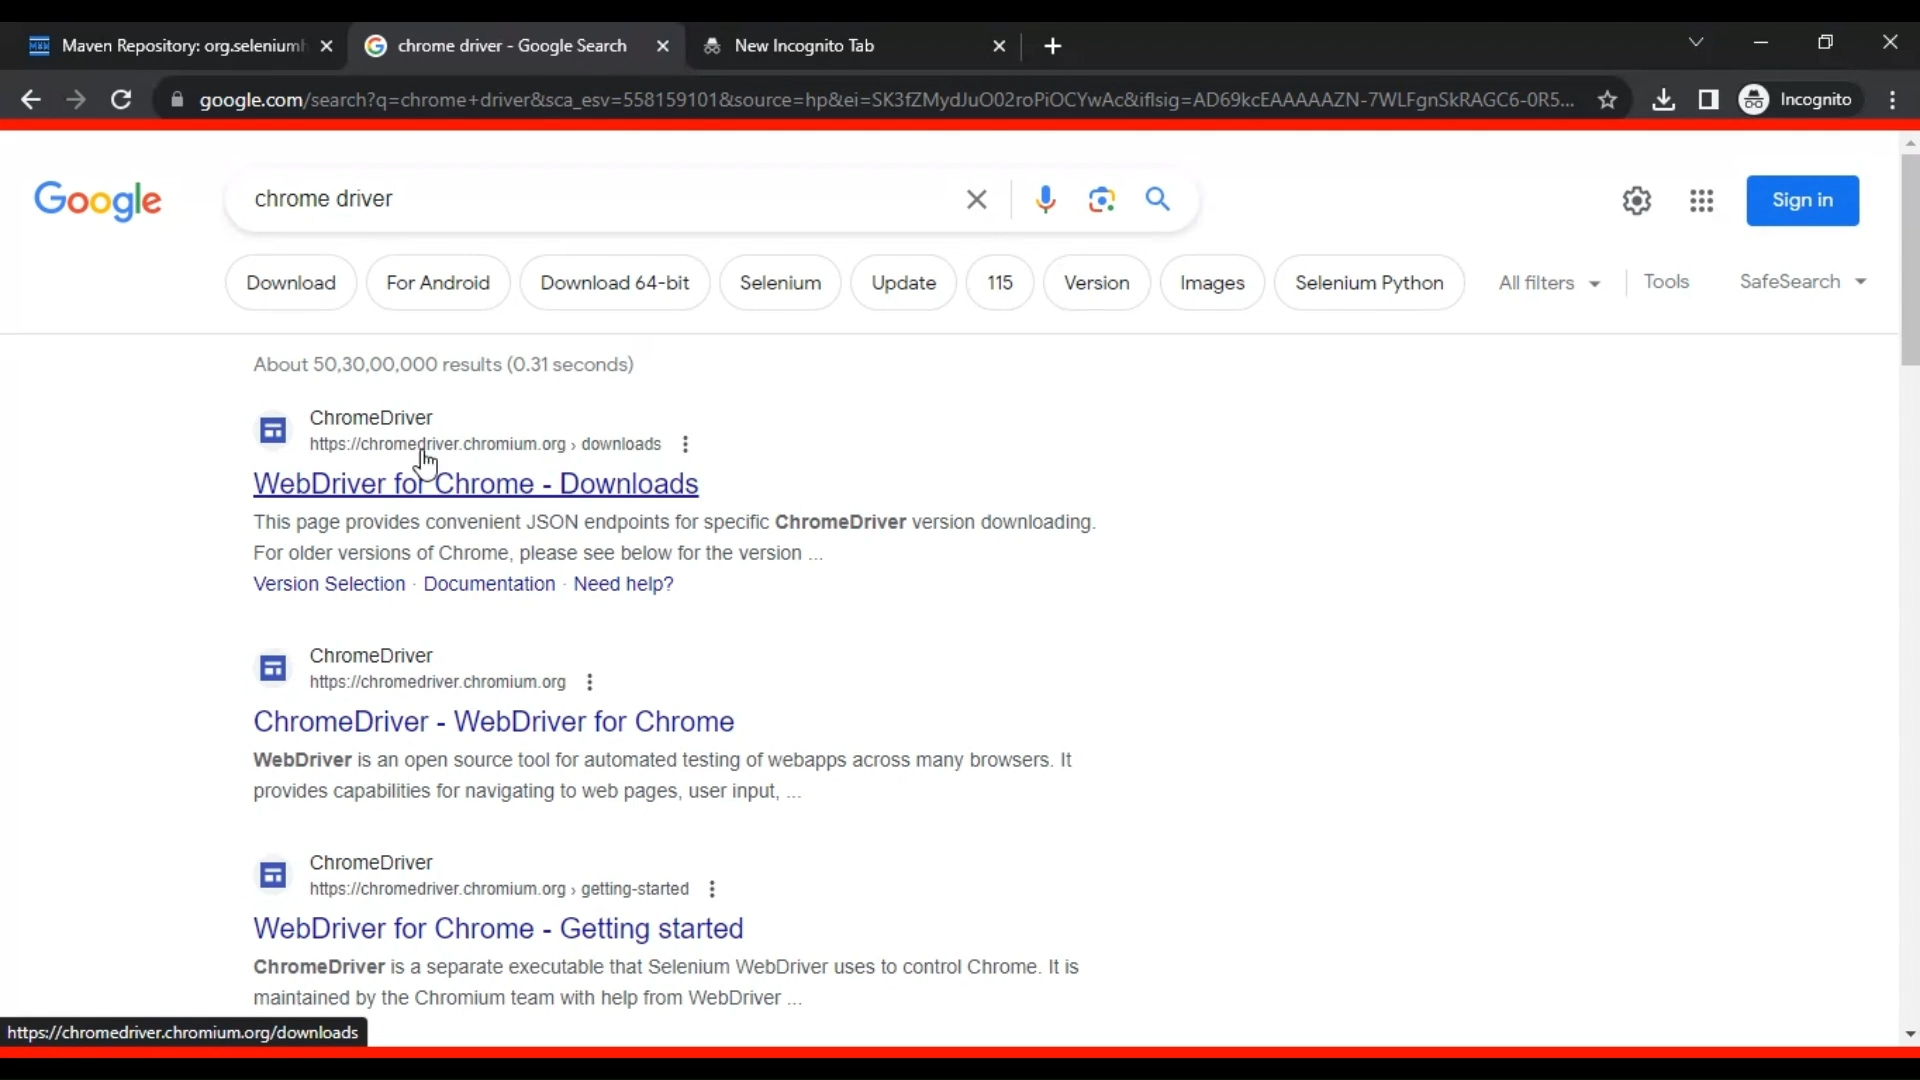 Maven Repository: org.seleniumh
chrome driver - Google Search
New Incognito Tab
google.com/search?q=chrome+driver&sca_esv=558159101&source=hp&ei=SK3fZMydJuO02roPiOCYwAc&iflsig=AD69kcEAAAAAZN-7WLFgnSkRAGC6-0R5...
Incognito
Google
chrome driver
Sign in
Download
For Android
Download 64-bit
Selenium
Update
115
Version
Images
Selenium Python
All filters
Tools
SafeSearch
About 50,30,00,000 results (0.31 seconds)
ChromeDriver
https://chromedriver.chromium.org › downloads
WebDriver for Chrome - Downloads
This page provides convenient JSON endpoints for specific ChromeDriver version downloading.
For older versions of Chrome, please see below for the version ...
Version Selection · Documentation · Need help?
ChromeDriver
https://chromedriver.chromium.org
ChromeDriver - WebDriver for Chrome
WebDriver is an open source tool for automated testing of webapps across many browsers. It
provides capabilities for navigating to web pages, user input, ...
ChromeDriver
https://chromedriver.chromium.org › getting-started
WebDriver for Chrome - Getting started
ChromeDriver is a separate executable that Selenium WebDriver uses to control Chrome. It is
maintained by the Chromium team with help from WebDriver ...
https://chromedriver.chromium.org/downloads